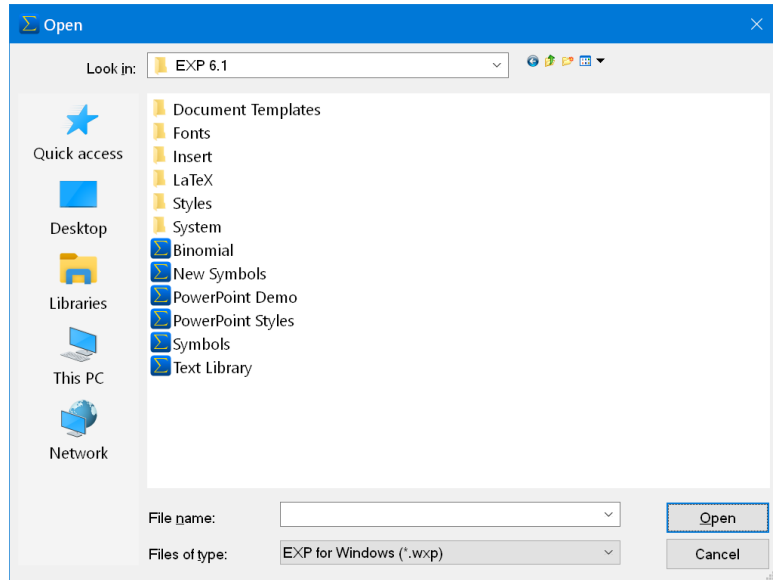 Open
Look in: EXP 6.1
Document Templates
Fonts
Insert
LaTeX
Styles
System
Binomial
New Symbols
PowerPoint Demo
PowerPoint Styles
Symbols
Text Library
Quick access
Desktop
Libraries
This PC
Network
File name:
Open
Files of type: EXP for Windows (*.wxp)
Cancel